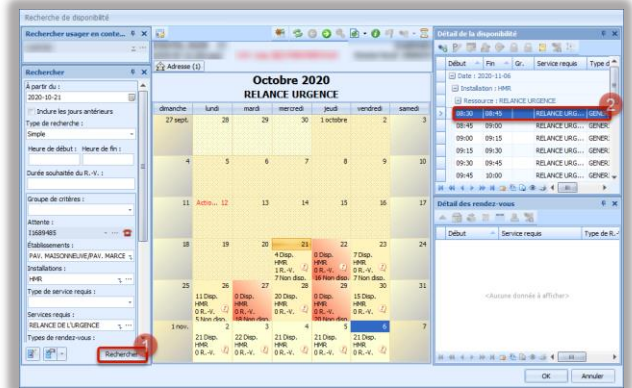 Recherche de disponibilité
Rechercher usager en conte...
Rechercher
À partir du :
2020-10-21
Indure les jours antérieurs
Type de recherche :
Simple
Heure de début : Heure de fin :
Durée souhaitée du R.-V. :
Groupe de critères :
Attente :
I1689485
Établissements :
PAV. MAISONNEUVE/PAV. MARCE
Installations :
HMR
Type de service requis :
Services requis :
RELANCE DE L'URGENCE
Types de rendez-vous :
Rechercher
1
Adresse (1)
Octobre 2020
RELANCE URGENCE
dimanche lundi mardi mercredi jeudi vendredi samedi
27 sept. 28 29 30 1 octobre 2 3
4 5 6 7 8 9 10
11 Actio... 12 13 14 15 16 17
18 19 20 21 22 23 24
4 Disp. 0 Disp. 7 Disp.
HMR HMR HMR
1 R.-V. 0 R.-V. 0 R.-V.
7 Non disp. 16 Non disp. 7 Non disp.
25 26 27 28 29 30 31
11 Disp. 0 Disp. 20 Disp. 0 Disp. 15 Disp.
HMR HMR HMR HMR HMR
0 R.-V. 0 R.-V. 0 R.-V. 0 R.-V. 0 R.-V.
5 Non disp. 18 Non disp. 20 Non disp.
1 nov. 2 3 4 5 6 7
21 Disp. 22 Disp. 21 Disp. 21 Disp. 21 Disp.
HMR HMR HMR HMR HMR
0 R.-V. 0 R.-V. 0 R.-V. 0 R.-V. 0 R.-V.
Détail de la disponibilité
Début Fin Gr. Service requis Type d
Date : 2020-11-06
Installation : HMR
Ressource : RELANCE URGENCE
2
08:30 08:45 RELANCE URG... GENER
08:45 09:00 RELANCE URG... GENER
09:00 09:15 RELANCE URG... GENER
09:15 09:30 RELANCE URG... GENER
09:30 09:45 RELANCE URG... GENER
09:45 10:00 RELANCE URG... GENER
Détail des rendez-vous
Début Service requis Type de R.-
<Aucune donnée à afficher>
OK Annuler